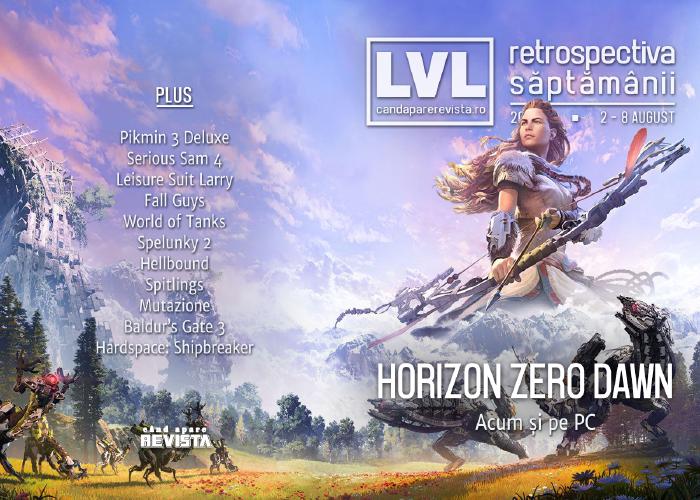 PLUS
Pikmin 3 Deluxe
Serious Sam 4
Leisure Suit Larry
Fall Guys
World of Tanks
Spelunky 2
Hellbound
Spitlings
Mutazione
Baldur's Gate 3
Hardspace: Shipbreaker
când apare
REVISTA
LVL
candaparerevista.ro
retrospectiva
săptămânii
2 - 8 AUGUST
HORIZON ZERO DAWN
Acum și pe PC